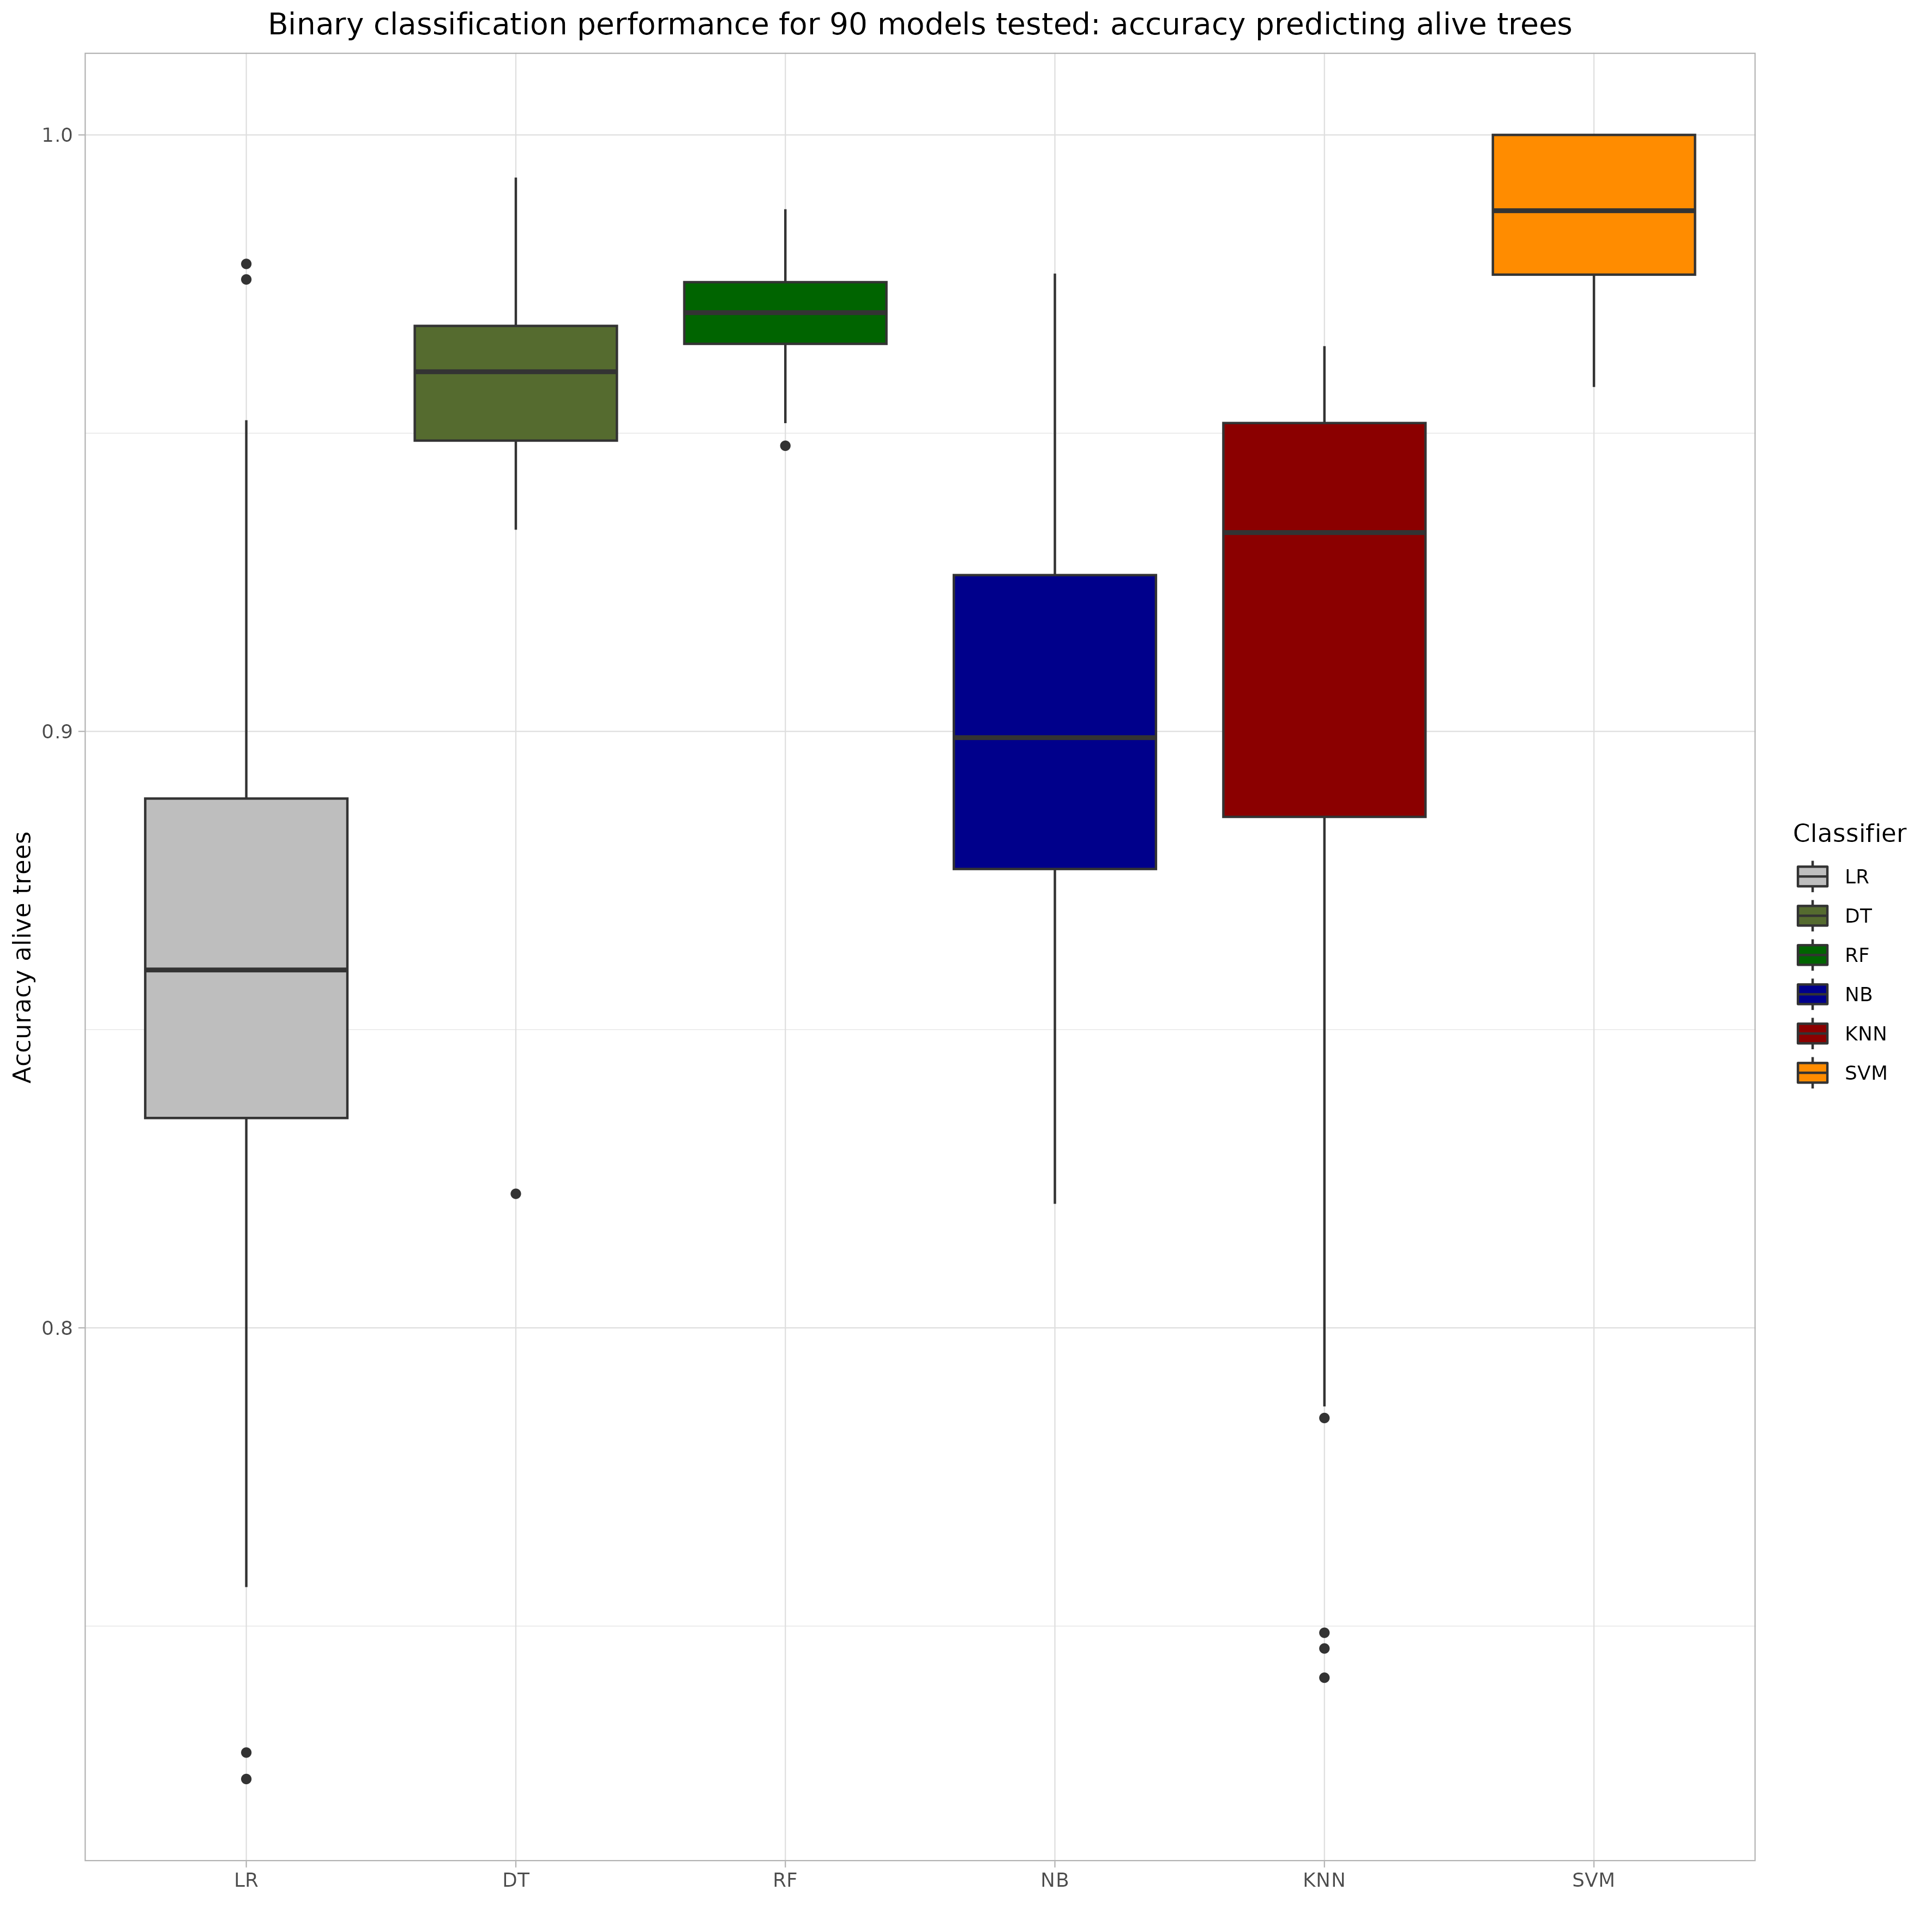 Binary classification performance for 90 models tested: accuracy predicting alive trees
Accuracy alive trees
1.0
0.9
0.8
LR
DT
RF
NB
KNN
SVM
Classifier
LR
DT
RF
NB
KNN
SVM